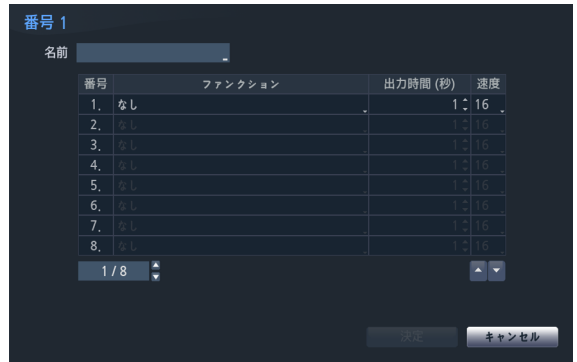 番号 1
名前
番号 ファンクション 出力時間 (秒) 速度
1. なし 1 16
2. なし 1 16
3. なし 1 16
4. なし 1 16
5. なし 1 16
6. なし 1 16
7. なし 1 16
8. なし 1 16
1 / 8
決定 キャンセル